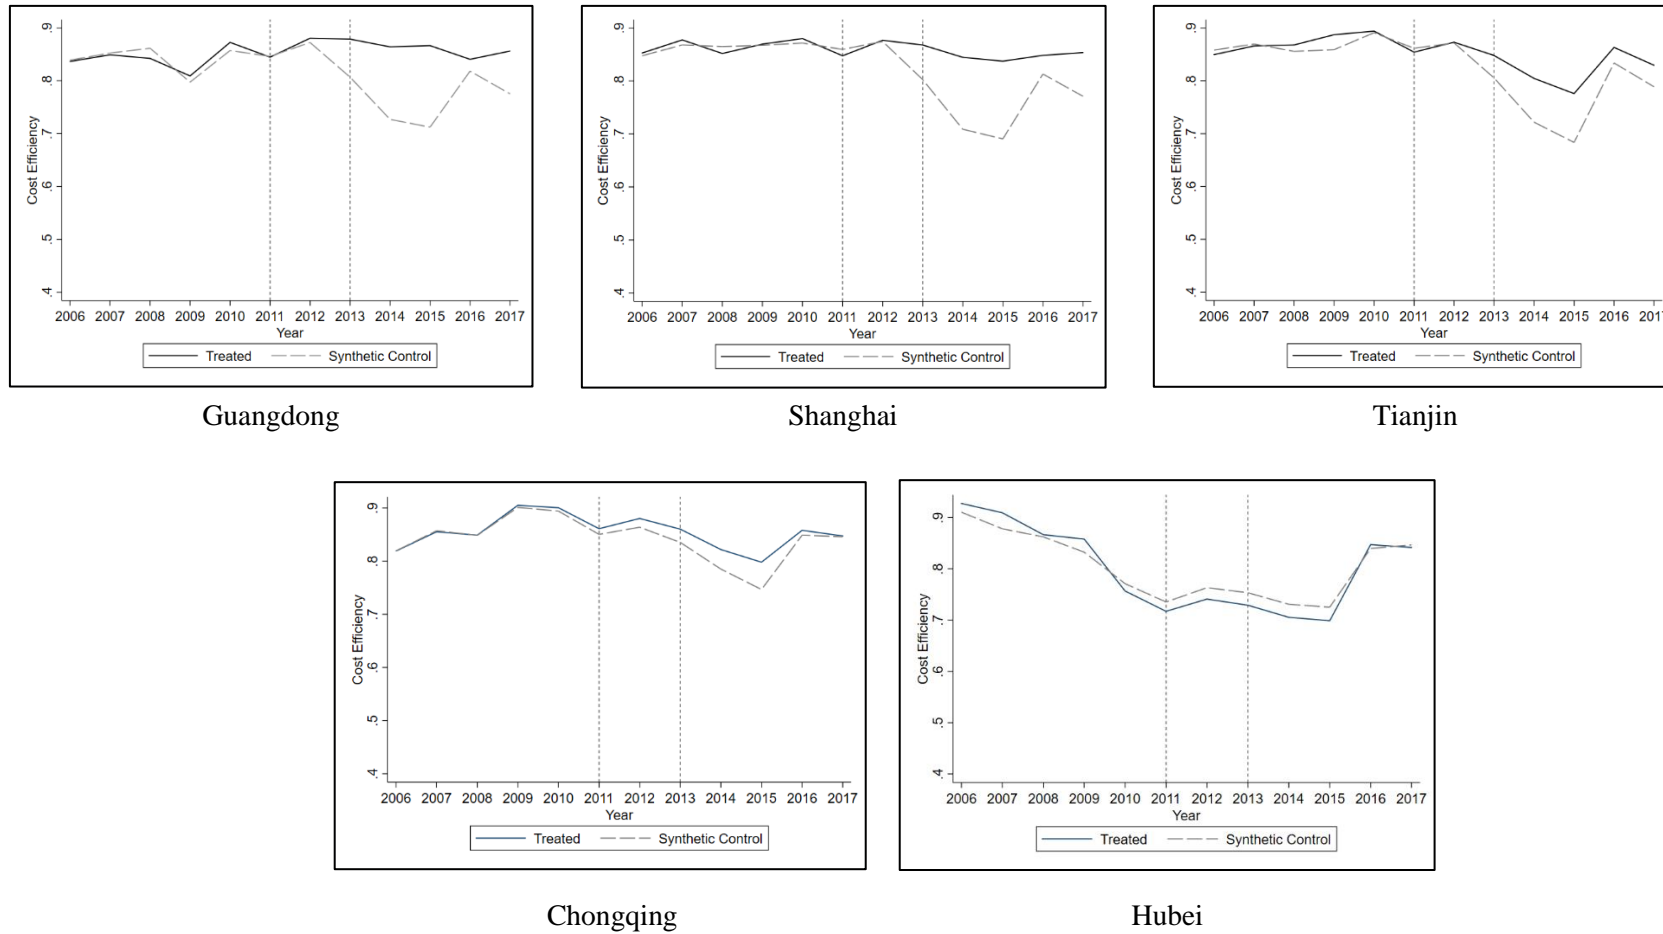 .9
.8
.7
.6
.5
.4
Cost Efficiency
2006 2007 2008 2009 2010 2011 2012 2013 2014 2015 2016 2017
Year
Treated Synthetic Control
Guangdong
.9
.8
.7
.6
.5
.4
Cost Efficiency
2006 2007 2008 2009 2010 2011 2012 2013 2014 2015 2016 2017
Year
Treated Synthetic Control
Shanghai
.9
.8
.7
.6
.5
.4
Cost Efficiency
2006 2007 2008 2009 2010 2011 2012 2013 2014 2015 2016 2017
Year
Treated Synthetic Control
Tianjin
.9
.8
.7
.6
.5
.4
Cost Efficiency
2006 2007 2008 2009 2010 2011 2012 2013 2014 2015 2016 2017
Year
Treated Synthetic Control
Chongqing
.9
.8
.7
.6
.5
.4
Cost Efficiency
2006 2007 2008 2009 2010 2011 2012 2013 2014 2015 2016 2017
Year
Treated Synthetic Control
Hubei